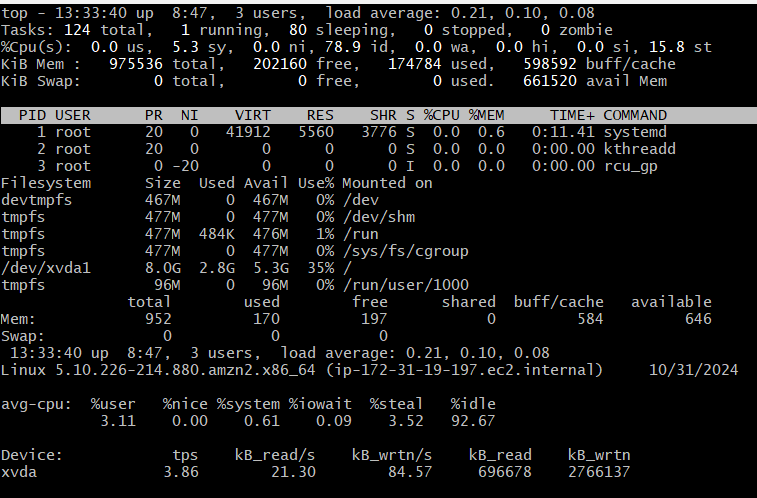 top - 13:33:40 up  8:47,  3 users,  load average: 0.21, 0.10, 0.08
Tasks: 124 total,   1 running,  80 sleeping,   0 stopped,   0 zombie
%Cpu(s):  0.0 us,  5.3 sy,  0.0 ni, 78.9 id,  0.0 wa,  0.0 hi,  0.0 si, 15.8 st
KiB Mem :   975536 total,   202160 free,   174784 used,   598592 buff/cache
KiB Swap:        0 total,        0 free,        0 used.   661520 avail Mem
  PID USER      PR  NI    VIRT    RES    SHR S %CPU %MEM     TIME+ COMMAND
    1 root      20   0   41912   5560   3776 S  0.0  0.6   0:11.41 systemd
    2 root      20   0       0      0      0 S  0.0  0.0   0:00.00 kthreadd
    3 root       0 -20       0      0      0 I  0.0  0.0   0:00.00 rcu_gp
Filesystem      Size  Used Avail Use% Mounted on
devtmpfs        467M     0  467M   0% /dev
tmpfs           477M     0  477M   0% /dev/shm
tmpfs           477M  484K  476M   1% /run
tmpfs           477M     0  477M   0% /sys/fs/cgroup
/dev/xvda1      8.0G  2.8G  5.3G  35% /
tmpfs            96M     0   96M   0% /run/user/1000
              total        used        free      shared  buff/cache   available
Mem:            952         170         197           0         584         646
Swap:             0           0           0
 13:33:40 up  8:47,  3 users,  load average: 0.21, 0.10, 0.08
Linux 5.10.226-214.880.amzn2.x86_64 (ip-172-31-19-197.ec2.internal)     10/31/2024
avg-cpu:  %user   %nice %system %iowait  %steal   %idle
           3.11    0.00    0.61    0.09    3.52   92.67
Device:            tps    kB_read/s    kB_wrtn/s    kB_read    kB_wrtn
xvda              3.86        21.30        84.57     696678    2766137